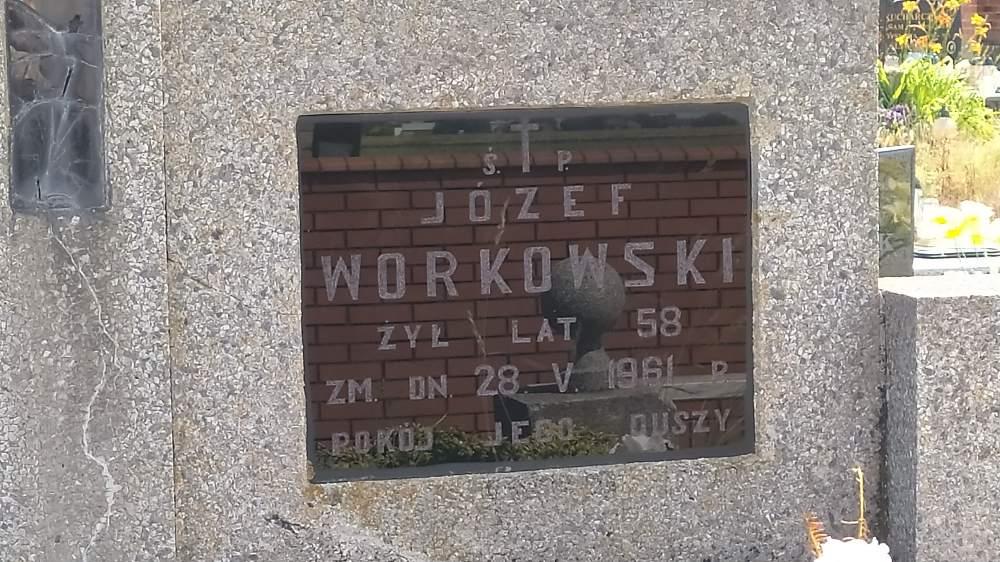 Ś. P.
JÓZEF
WORKOWSKI
ŻYŁ LAT 58
ZM. DN. 28 V 1961 R
POKÓJ JEGO DUSZY